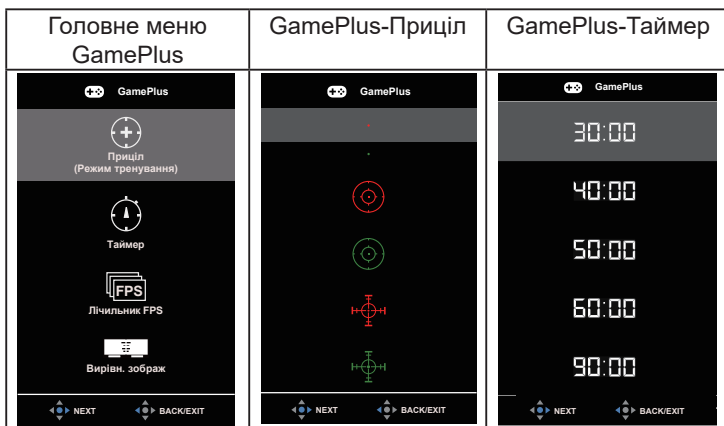 Головне меню
GamePlus
GamePlus-Приціл
GamePlus-Таймер
GamePlus
Приціл
(Режим тренування)
Таймер
FPS
Лічильник FPS
Вирівн. зображ
NEXT
BACK/EXIT
GamePlus
NEXT
BACK/EXIT
GamePlus
30:00
40:00
50:00
60:00
90:00
NEXT
BACK/EXIT